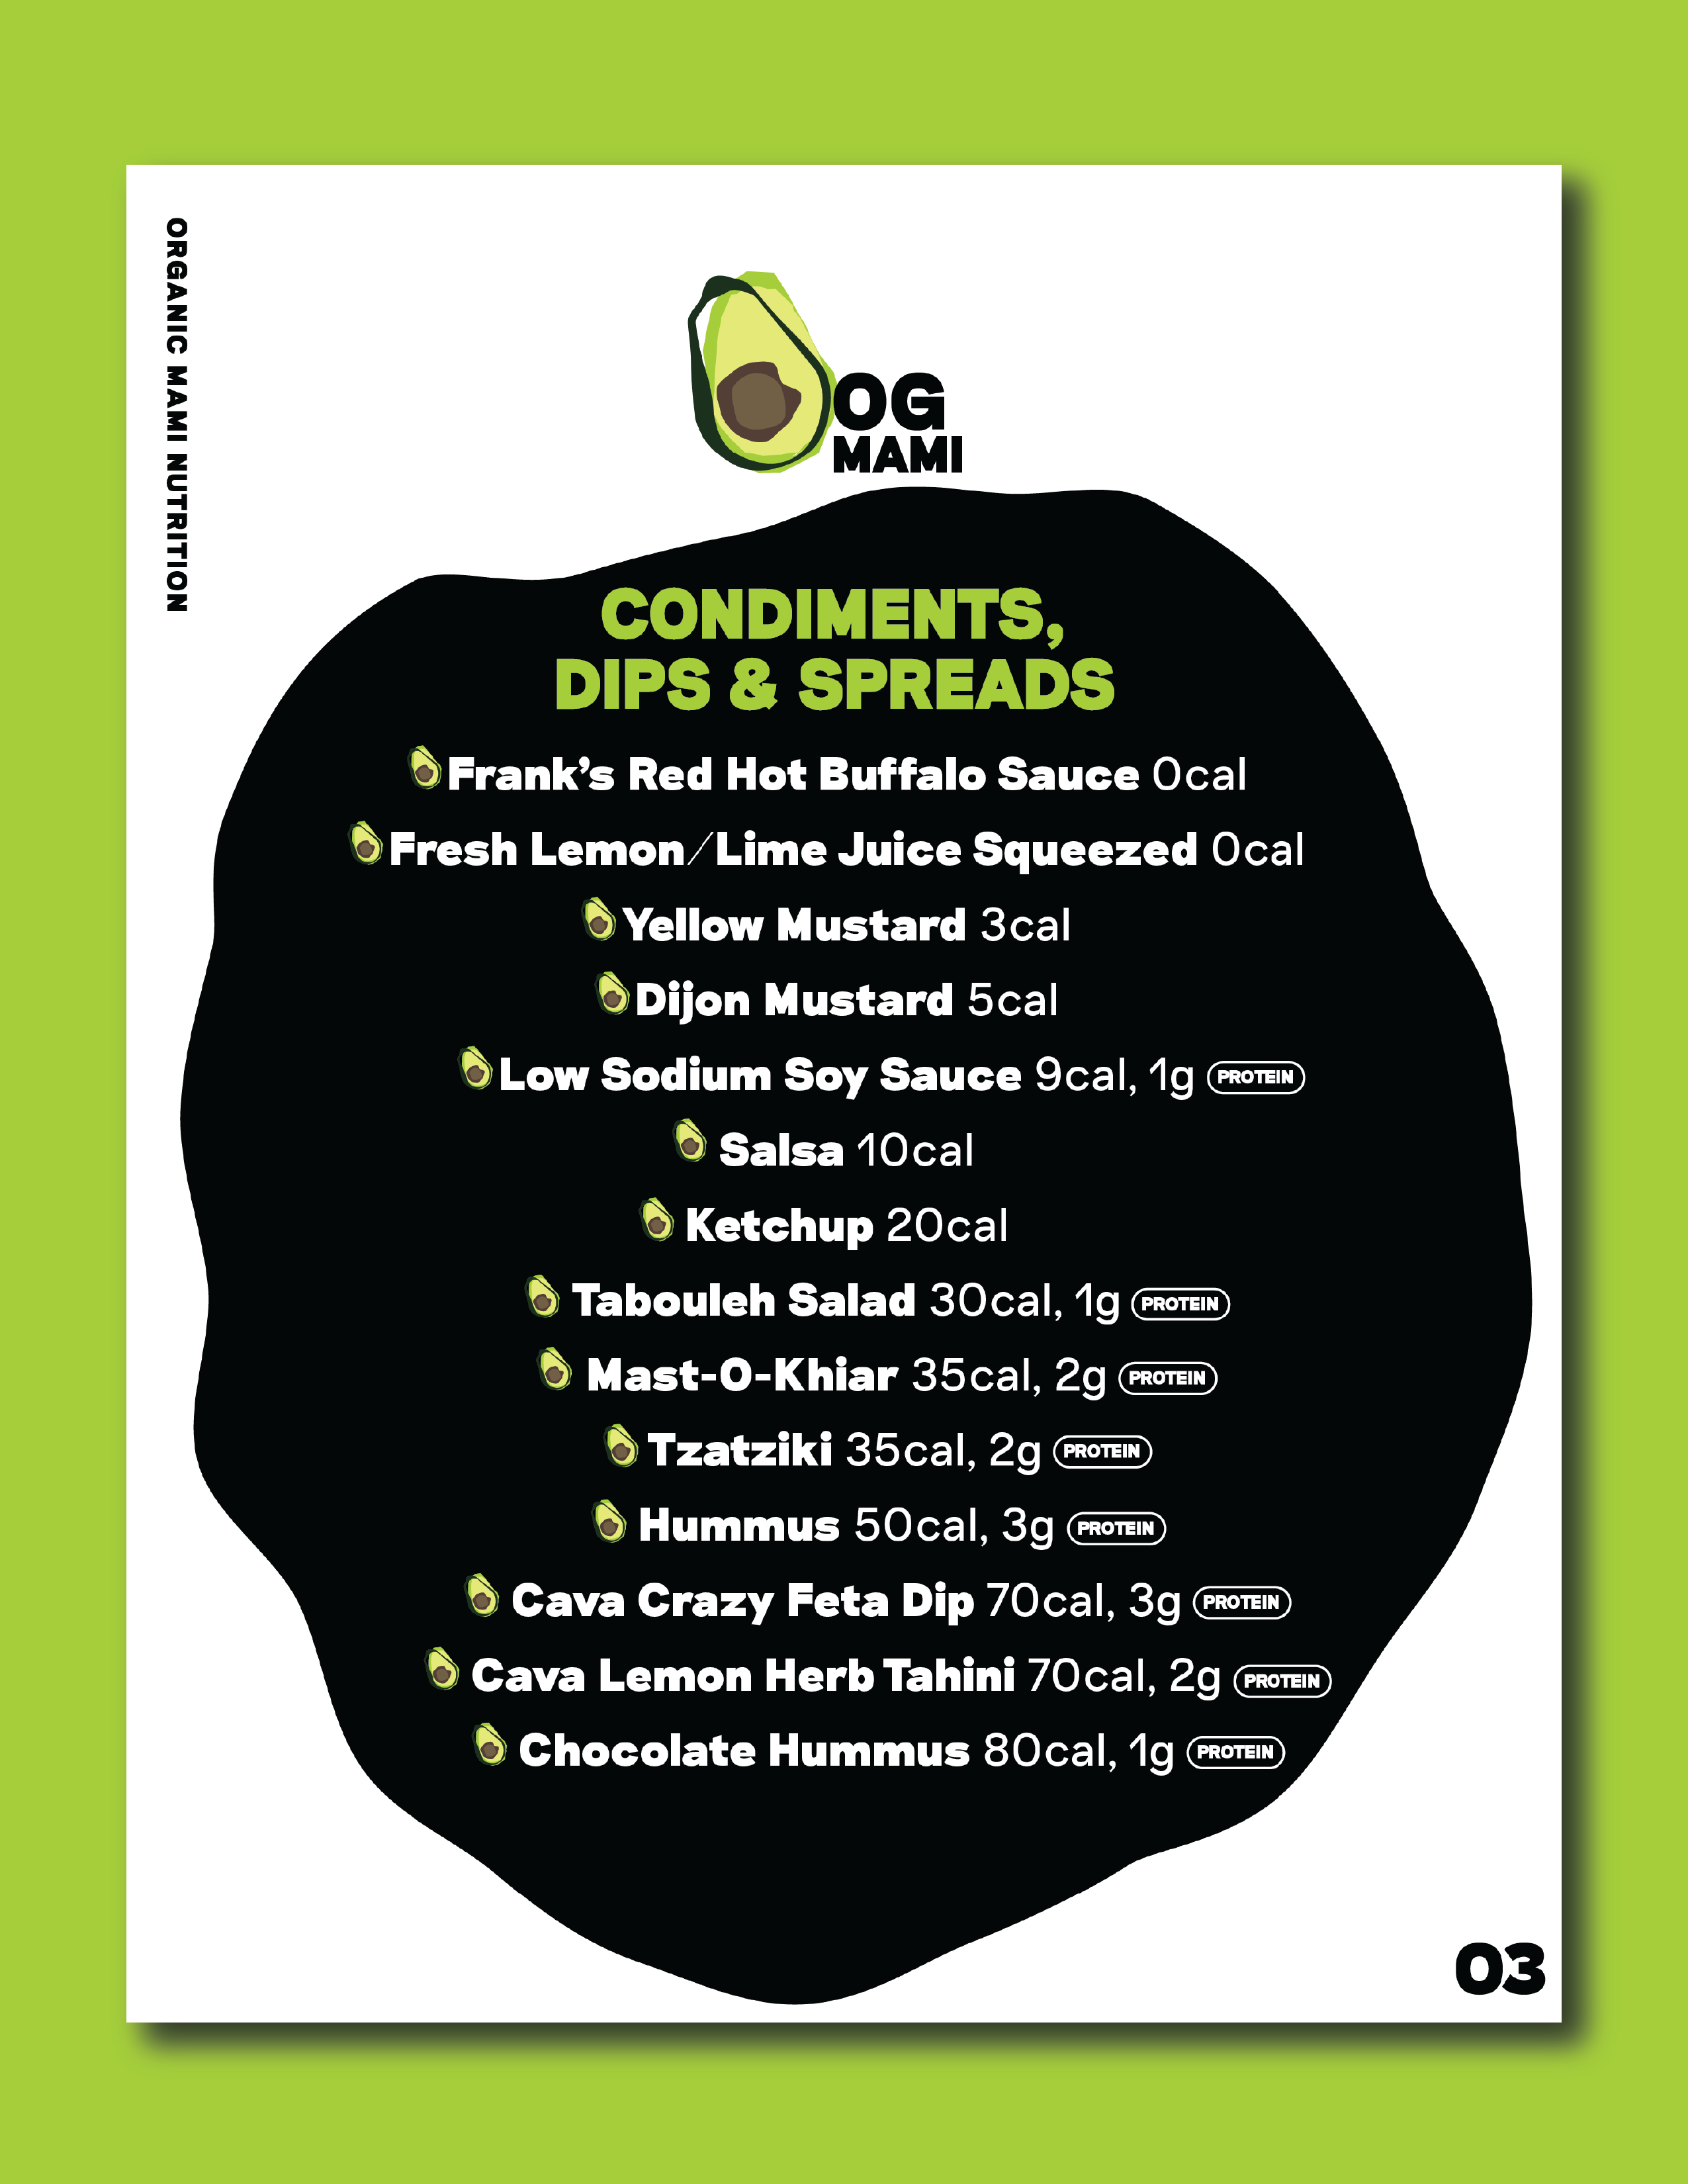 ORGANIC MAMI NUTRITION
OG
MAMI
CONDIMENTS,
DIPS & SPREADS
Frank's Red Hot Buffalo Sauce 0cal
Fresh Lemon/Lime Juice Squeezed 0cal
Yellow Mustard 3cal
Dijon Mustard 5cal
Low Sodium Soy Sauce 9cal, 1g PROTEIN
Salsa 10cal
Ketchup 20cal
Tabouleh Salad 30cal, 1g PROTEIN
Mast-O-Khiar 35cal, 2g PROTEIN
Tzatziki 35cal, 2g PROTEIN
Hummus 50cal, 3g PROTEIN
Cava Crazy Feta Dip 70cal, 3g PROTEIN
Cava Lemon Herb Tahini 70cal, 2g PROTEIN
Chocolate Hummus 80cal, 1g PROTEIN
03